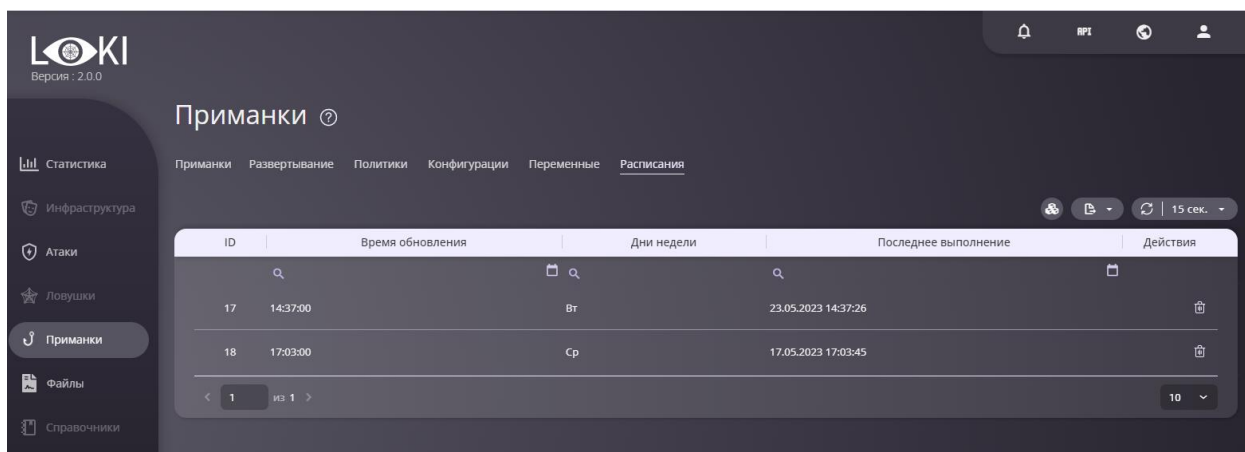 LOKI
Версия : 2.0.0
API
Приманки ?
Приманки Развертывание Политики Конфигурации Переменные Расписания
Статистика
Инфраструктура
Атаки
Ловушки
Приманки
Файлы
Справочники
15 сек.
ID Время обновления Дни недели Последнее выполнение Действия
17 14:37:00 Вт 23.05.2023 14:37:26
18 17:03:00 Ср 17.05.2023 17:03:45
< 1 из 1 > 10